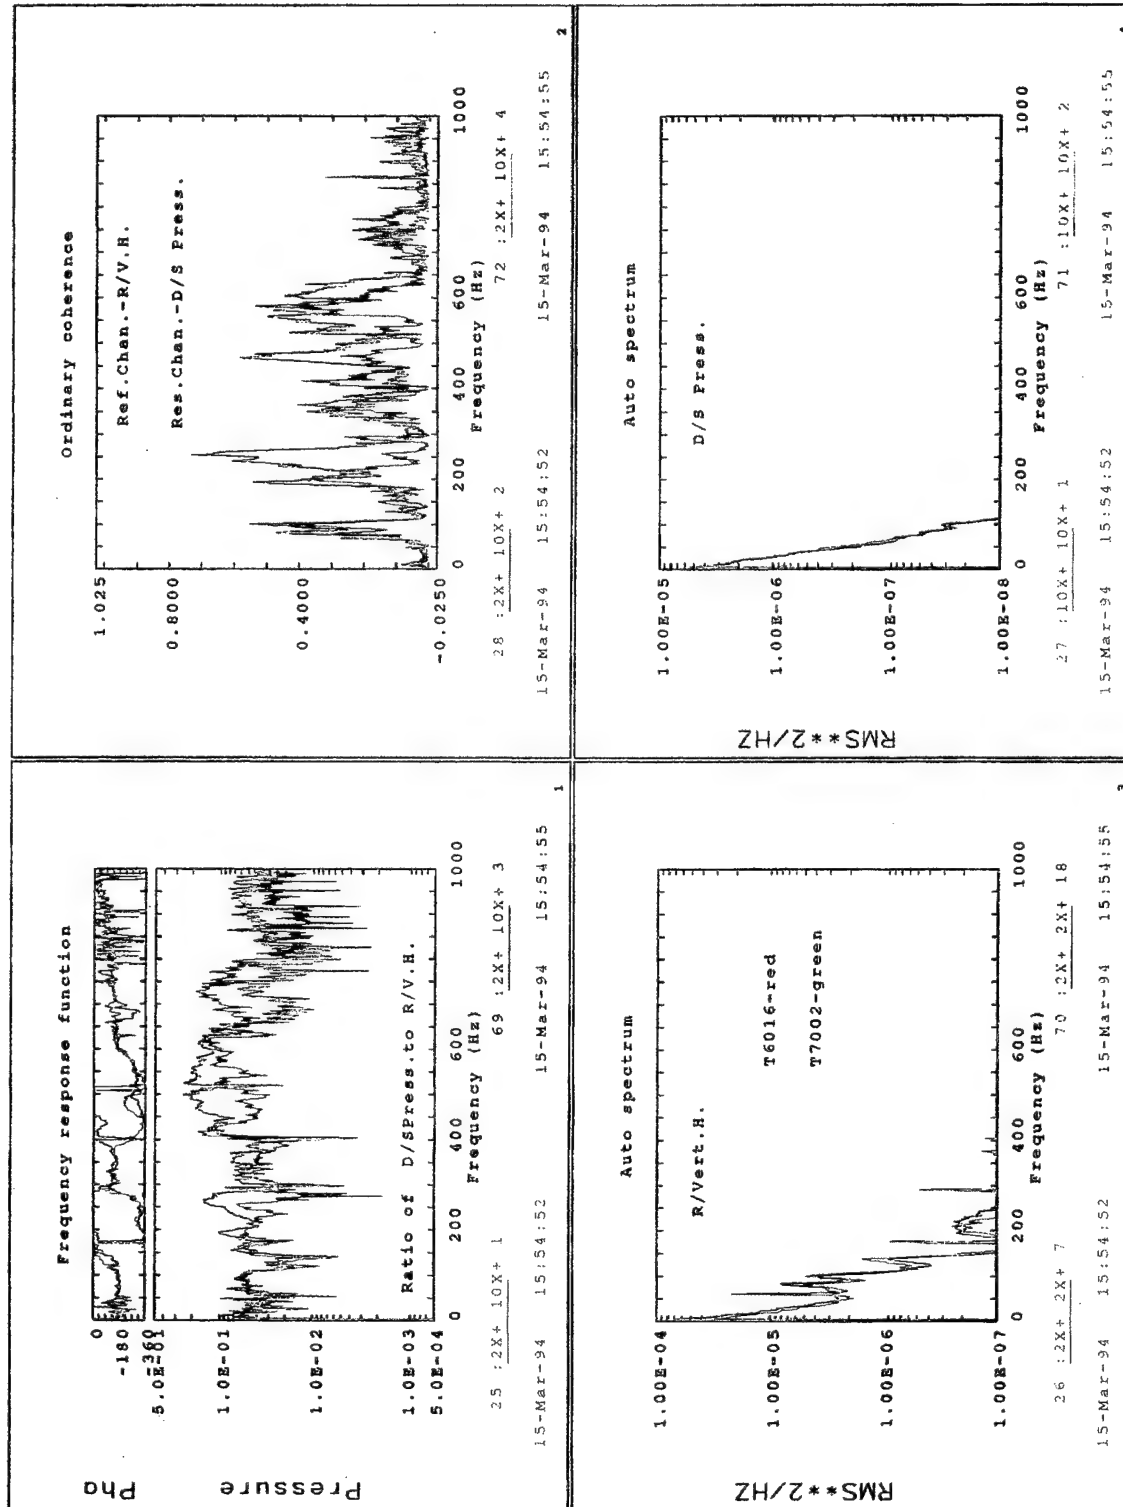 Frequency response function
Pha
0
-180
-360
5.0E-01
1.0E-01
1.0E-02
1.0E-03
5.0E-04
Pressure
Ratio of D/SPress.to R/V.H.
0 200 400 600 1000
Frequency (Hz)
25 :2X+ 10X+ 1 69 :2X+ 10X+ 3
15-Mar-94 15:54:52 15-Mar-94 15:54:55
1
Ordinary coherence
1.025
0.8000
0.4000
-0.0250
Ref.Chan.-R/V.H.
Res.Chan.-D/S Press.
0 200 400 600 1000
Frequency (Hz)
28 :2X+ 10X+ 2 72 :2X+ 10X+ 4
15-Mar-94 15:54:52 15-Mar-94 15:54:55
2
Auto spectrum
RMS**2/HZ
1.00E-04
1.00E-05
1.00E-06
1.00E-07
R/Vert.H.
T6016-red
T7002-green
0 200 400 600 1000
Frequency (Hz)
26 :2X+ 2X+ 7 70 :2X+ 2X+ 18
15-Mar-94 15:54:52 15-Mar-94 15:54:55
3
Auto spectrum
RMS**2/HZ
1.00E-05
1.00E-06
1.00E-07
1.00E-08
D/S Press.
0 200 400 600 1000
Frequency (Hz)
27 :10X+ 10X+ 1 71 :10X+ 10X+ 2
15-Mar-94 15:54:52 15-Mar-94 15:54:55